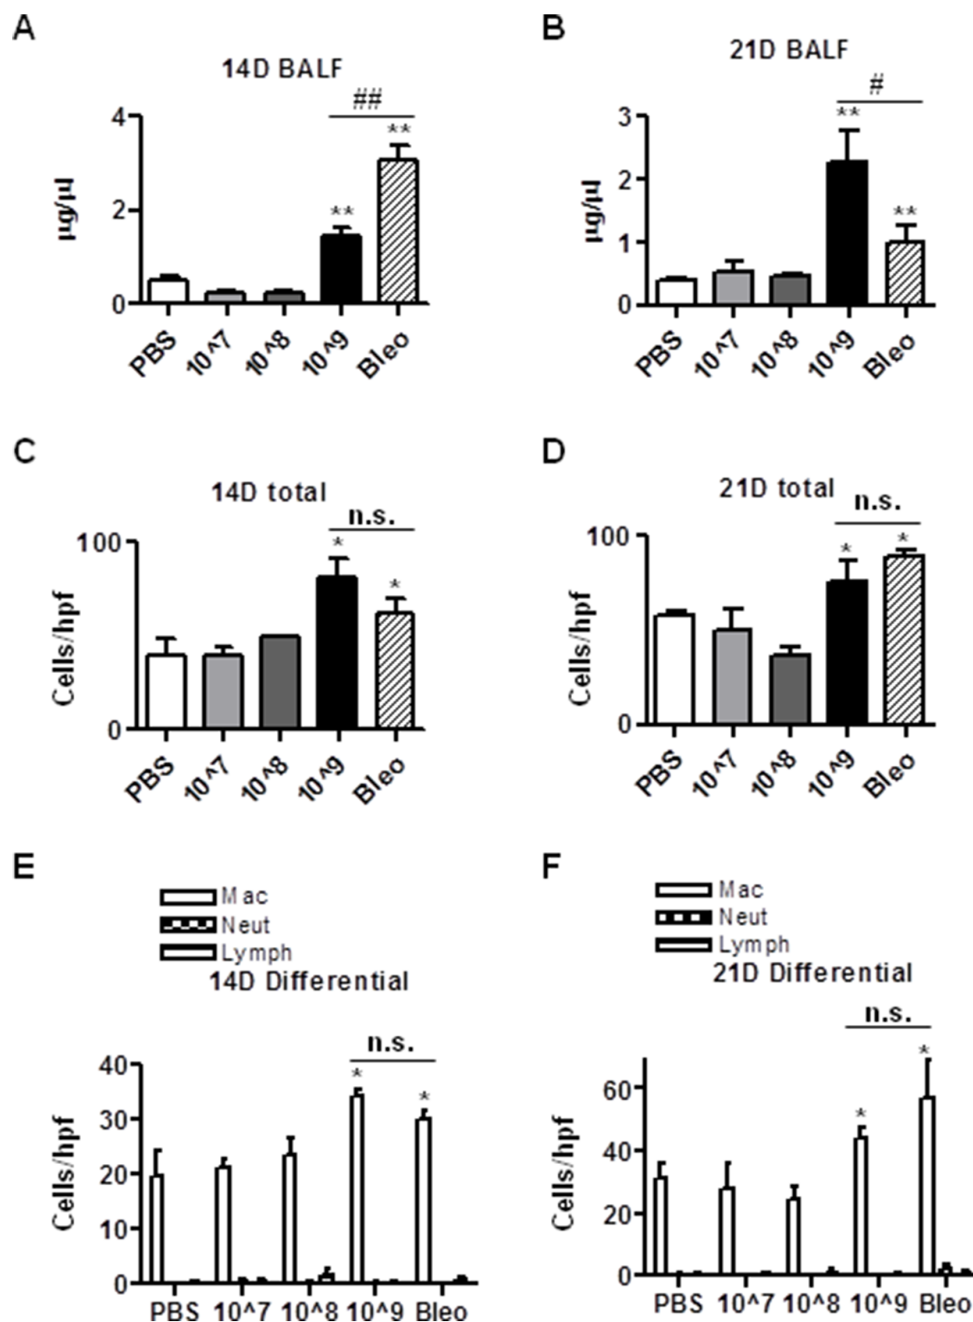 A
B
14D BALF
21D BALF
##
#
**
**
**
**
4
2
0
µg/µl
3
2
1
0
µg/µl
PBS
10^7
10^8
10^9
Bleo
PBS
10^7
10^8
10^9
Bleo
C
D
14D total
21D total
n.s.
n.s.
*
*
*
*
100
0
Cells/hpf
100
0
Cells/hpf
PBS
10^7
10^8
10^9
Bleo
PBS
10^7
10^8
10^9
Bleo
E
F
Mac
Neut
Lymph
Mac
Neut
Lymph
14D Differential
21D Differential
n.s.
n.s.
*
*
*
*
40
30
20
10
0
Cells/hpf
60
40
20
0
Cells/hpf
PBS 10^7 10^8 10^9 Bleo
PBS 10^7 10^8 10^9 Bleo